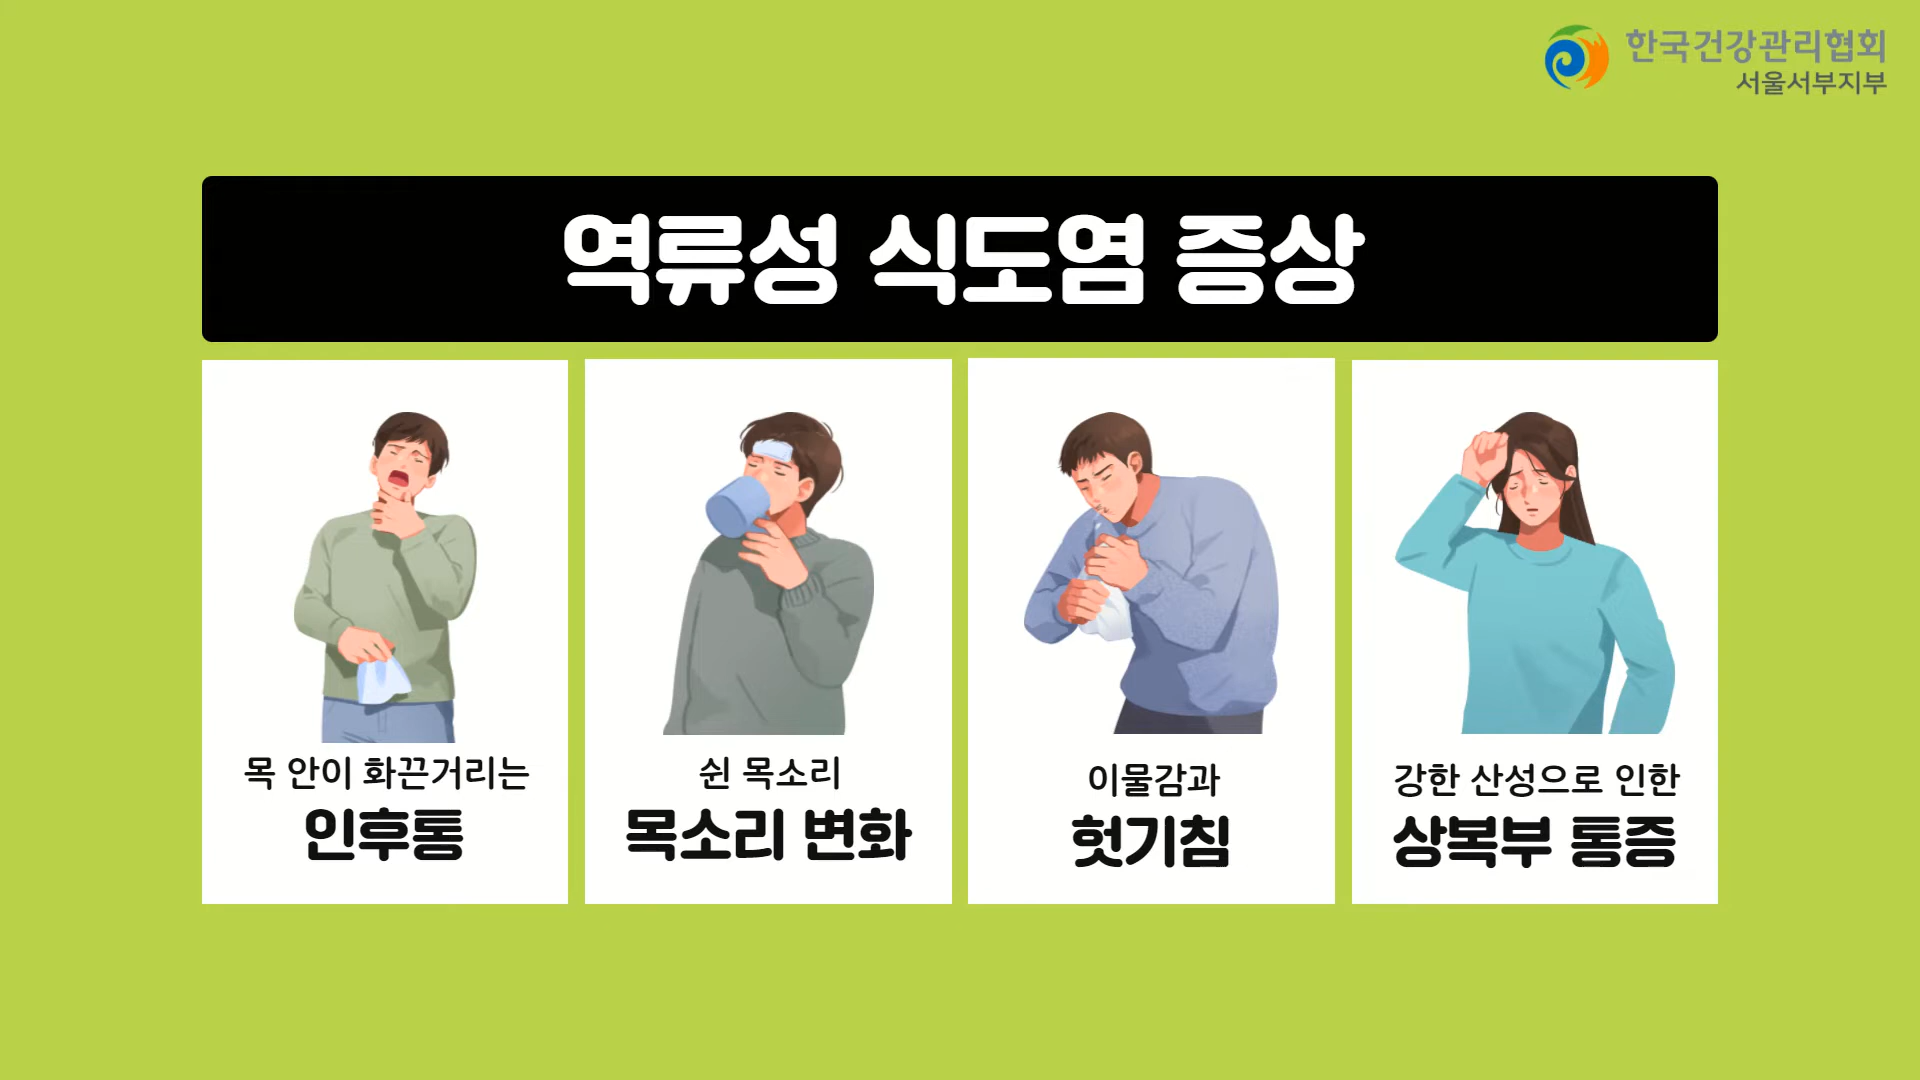 한국건강관리협회
서울서부지부
역류성 식도염 증상
목 안이 화끈거리는
인후통
쉰 목소리
목소리 변화
이물감과
헛기침
강한 산성으로 인한
상복부 통증